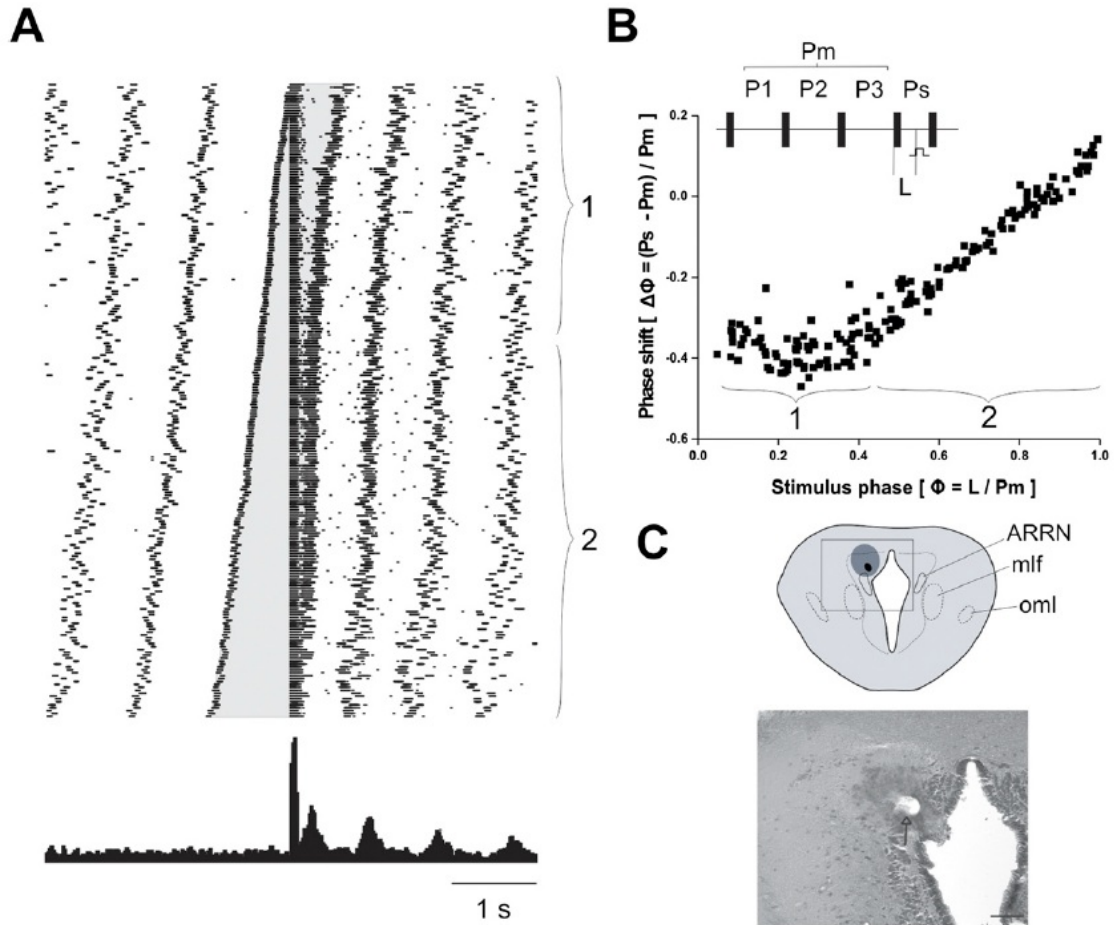 A
1
2
1 s
B
Pm
P1 P2 P3 Ps
L
0.2
0.0
-0.2
-0.4
-0.6
Phase shift [ ΔΦ = (Ps - Pm) / Pm ]
1
2
0.0 0.2 0.4 0.6 0.8 1.0
Stimulus phase [ Φ = L / Pm ]
C
ARRN
mlf
oml